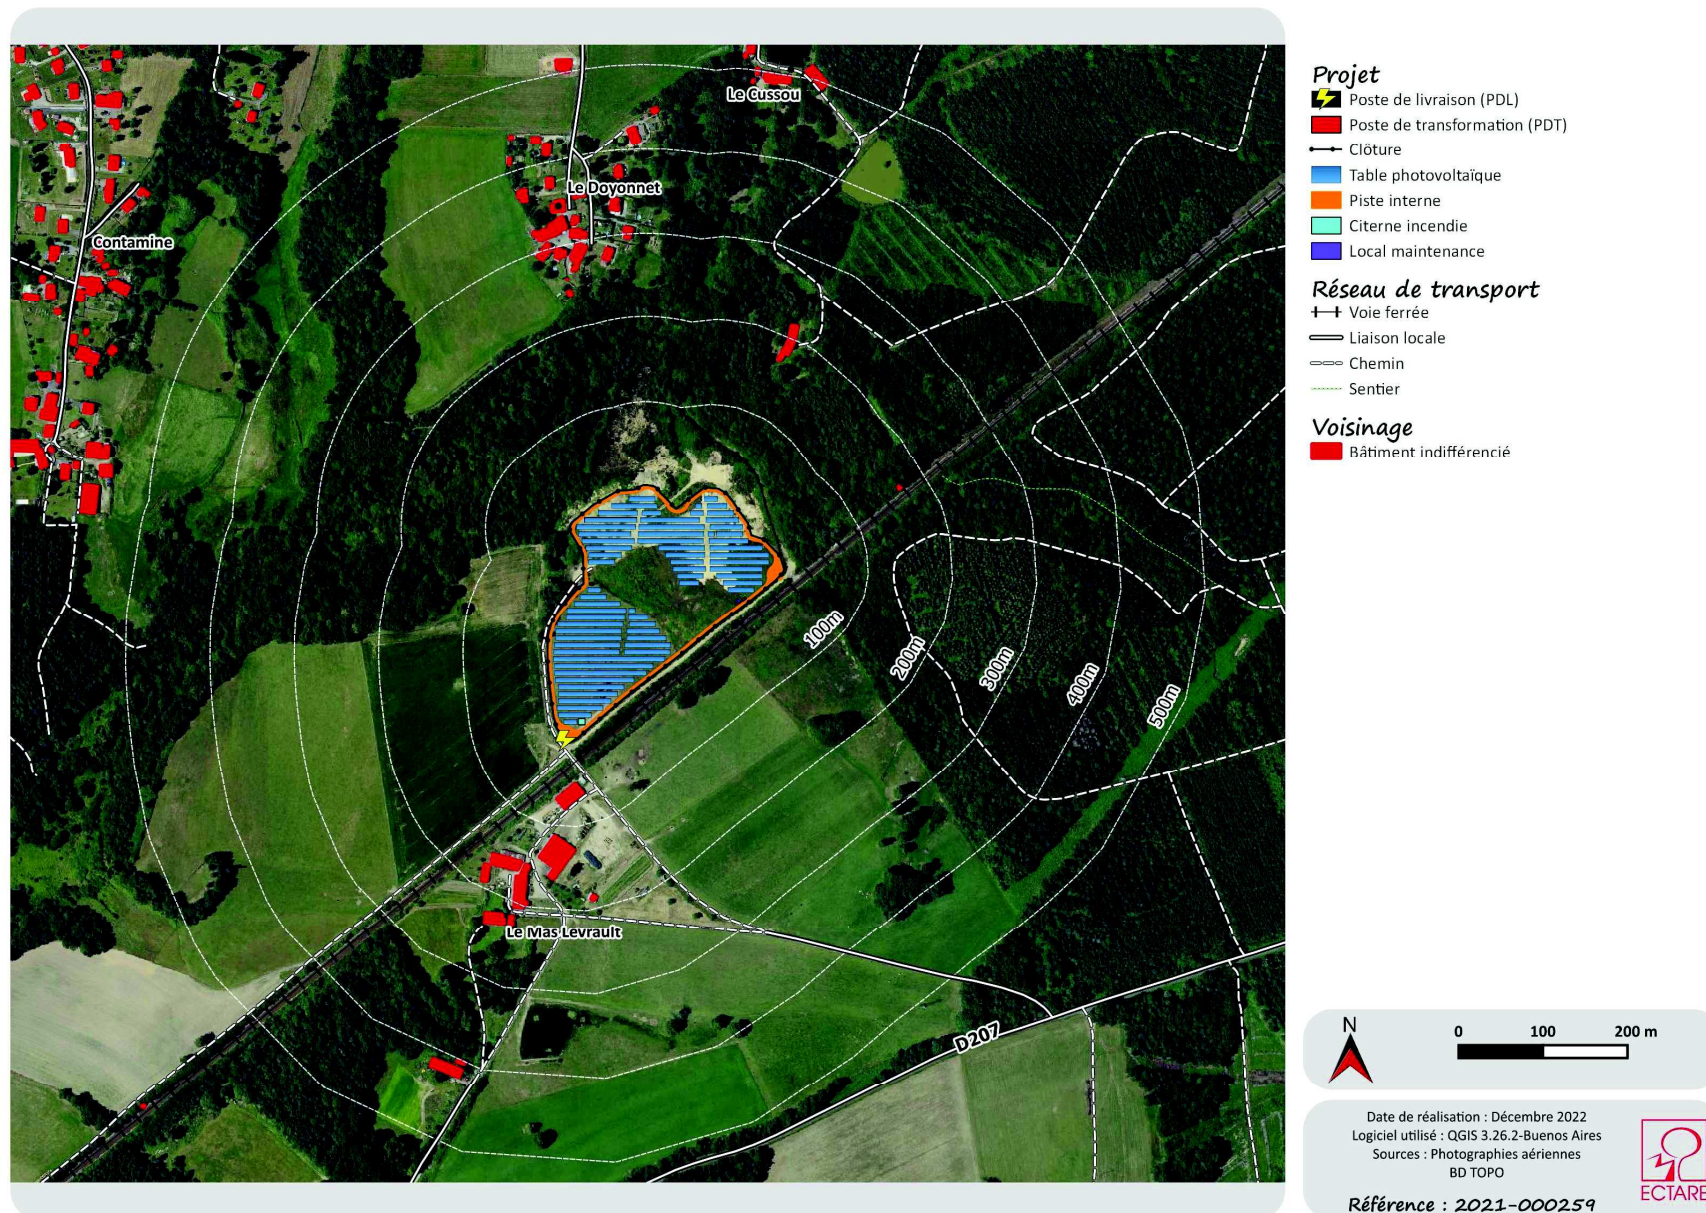 Le Cussou
Le Doyonnet
Contamine
100m
200m
300m
400m
500m
Le Mas Levrault
D207
Projet
Poste de livraison (PDL)
Poste de transformation (PDT)
Clôture
Table photovoltaïque
Piste interne
Citerne incendie
Local maintenance
Réseau de transport
Voie ferrée
Liaison locale
Chemin
Sentier
Voisinage
Bâtiment indifférencié
N
0 100 200 m
Date de réalisation : Décembre 2022
Logiciel utilisé : QGIS 3.26.2-Buenos Aires
Sources : Photographies aériennes
BD TOPO
Référence : 2021-000259
ECTARE